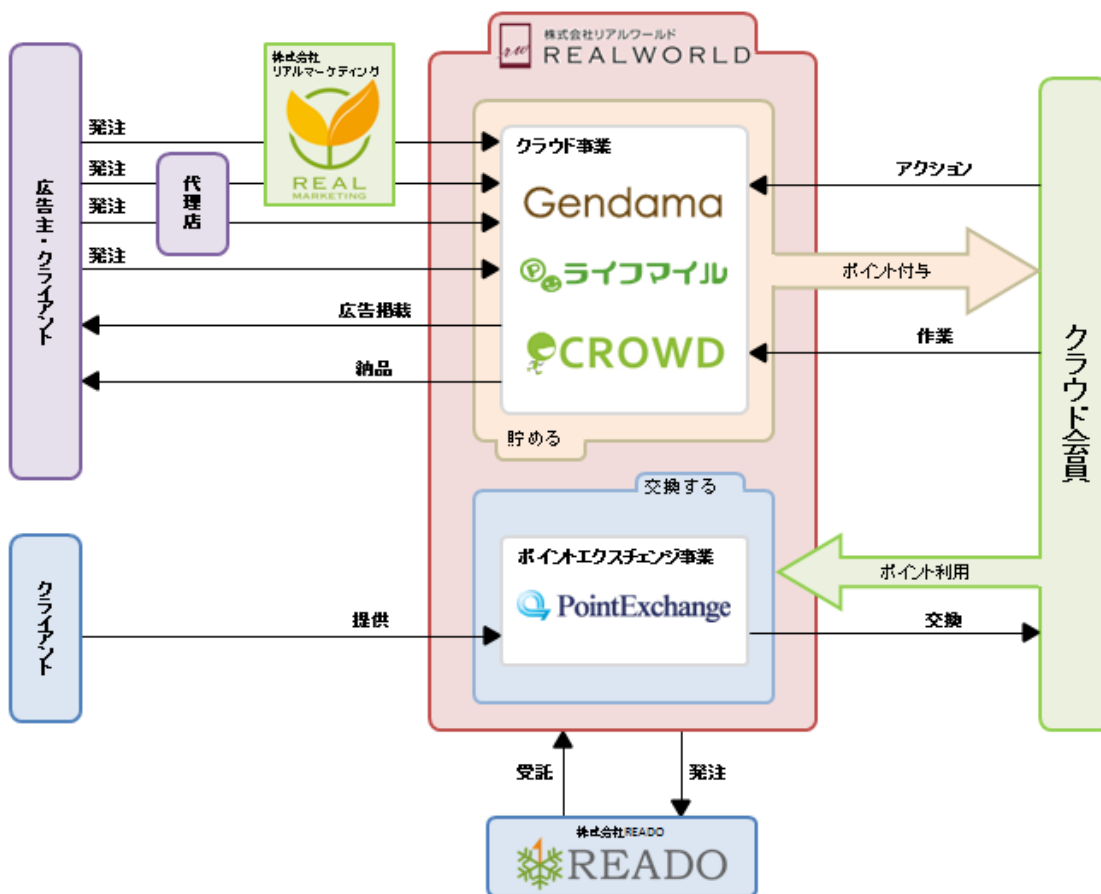 株式会社リアルワールド
REALWORLD
株式会社
リアルマーケティング
REAL
MARKETING
広告主・クライアント
発注
発注
発注
発注
代理店
広告掲載
納品
クラウド事業
Gendama
ライフマイル
CROWD
貯める
アクション
ポイント付与
作業
クラウド会員
交換する
ポイントエクスチェンジ事業
PointExchange
クライアント
提供
ポイント利用
交換
受託
発注
株式会社READO
READO